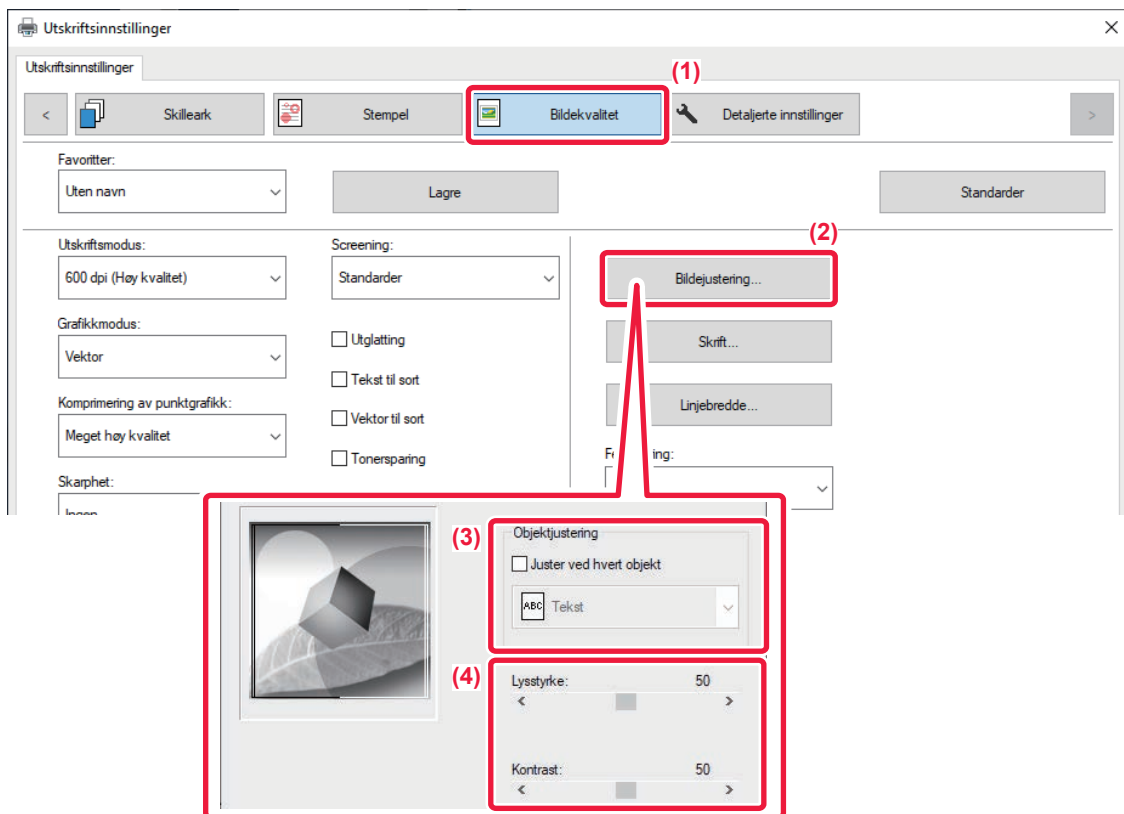 Utskriftsinnstillinger
Utskriftsinnstillinger
(1)
<
Skilleark
Stempel
Bildekvalitet
Detaljerte innstillinger
>
Favoritter:
Uten navn
Lagre
Standarder
(2)
Utskriftsmodus:
600 dpi (Høy kvalitet)
Screening:
Standarder
Bildejustering...
Grafikkmodus:
Vektor
Utglatting
Skrift...
Tekst til sort
Komprimering av punktgrafikk:
Meget høy kvalitet
Vektor til sort
Linjebredde...
Tonersparing
Skarphet:
Ingen
(3)
Objektjustering
Juster ved hvert objekt
ABC Tekst
(4)
Lysstyrke: 50
< >
Kontrast: 50
< >